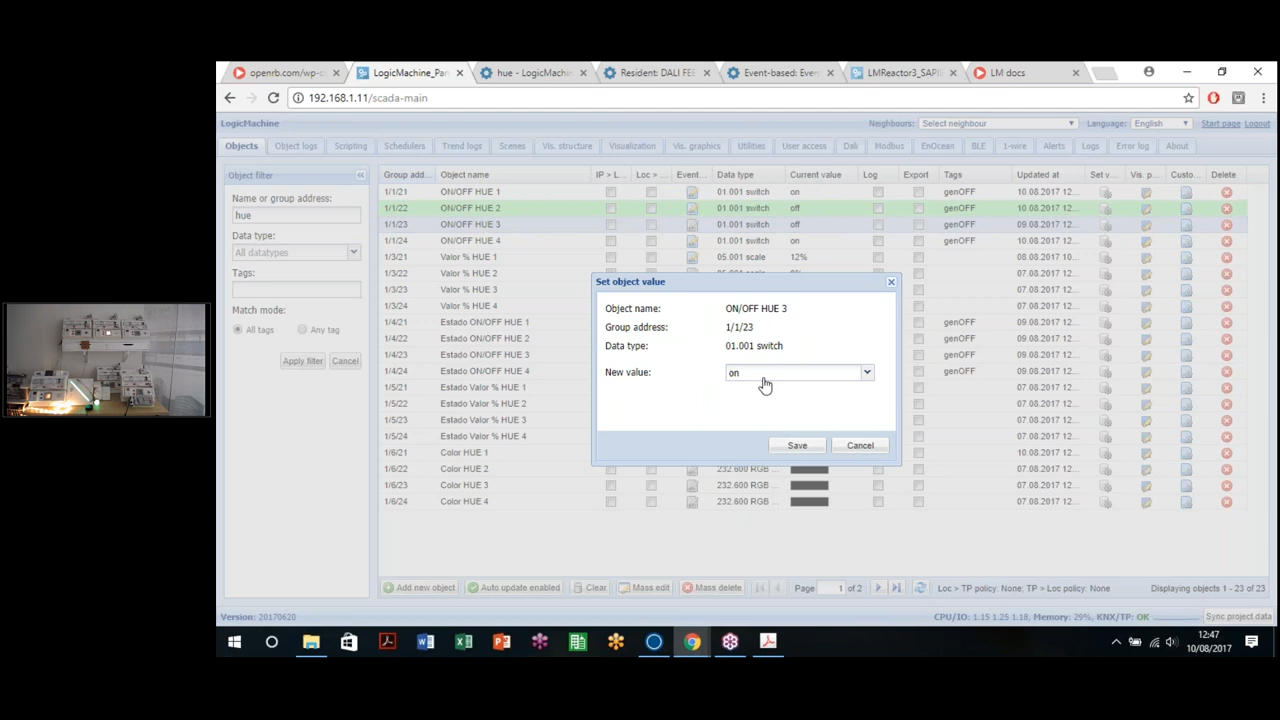 openrb.com/wp-c
LogicMachine_Par
hue - LogicMachin
Resident: DALI FEE
Event-based: Even
LMReactor3_SAPIE
LM docs
192.168.1.11/scada-main
LogicMachine
Neighbours: Select neighbour
Language: English
Start page
Logout
Objects Object logs Scripting Schedulers Trend logs Scenes Vis. structure Visualization Vis. graphics Utilities User access Dali Modbus EnOcean BLE 1-wire Alerts Logs Error log About
Object filter
Name or group address:
hue
Data type:
All datatypes
Tags:
Match mode:
All tags Any tag
Apply filter Cancel
Group add... Object name IP > L... Loc > ... Event... Data type Current value Log Export Tags Updated at Set v... Vis. p... Custo... Delete
1/1/21 ON/OFF HUE 1 01.001 switch on genOFF 10.08.2017 12...
1/1/22 ON/OFF HUE 2 01.001 switch off genOFF 10.08.2017 12...
1/1/23 ON/OFF HUE 3 01.001 switch off genOFF 09.08.2017 12...
1/1/24 ON/OFF HUE 4 01.001 switch on genOFF 10.08.2017 12...
1/3/21 Valor % HUE 1 05.001 scale 12% 08.08.2017 12...
1/3/22 Valor % HUE 2 07.08.2017 12...
1/3/23 Valor % HUE 3 07.08.2017 12...
1/3/24 Valor % HUE 4 07.08.2017 12...
1/4/21 Estado ON/OFF HUE 1 genOFF 09.08.2017 12...
1/4/22 Estado ON/OFF HUE 2 genOFF 09.08.2017 12...
1/4/23 Estado ON/OFF HUE 3 genOFF 09.08.2017 12...
1/4/24 Estado ON/OFF HUE 4 genOFF 09.08.2017 12...
1/5/21 Estado Valor % HUE 1 07.08.2017 12...
1/5/22 Estado Valor % HUE 2 07.08.2017 12...
1/5/23 Estado Valor % HUE 3 07.08.2017 12...
1/5/24 Estado Valor % HUE 4 07.08.2017 12...
1/6/21 Color HUE 1 07.08.2017 12...
1/6/22 Color HUE 2 232.600 RGB ... 07.08.2017 12...
1/6/23 Color HUE 3 232.600 RGB ... 07.08.2017 12...
1/6/24 Color HUE 4 232.600 RGB ... 07.08.2017 12...
Set object value
Object name: ON/OFF HUE 3
Group address: 1/1/23
Data type: 01.001 switch
New value: on
Save Cancel
Add new object Auto update enabled Clear Mass edit Mass delete Page 1 of 2 Loc > TP policy: None; TP > Loc policy: None Displaying objects 1 - 23 of 23
Version: 20170620
CPU/IO: 1.15 1.25 1.18, Memory: 29%, KNX/TP: OK
Sync project data
12:47
10/08/2017